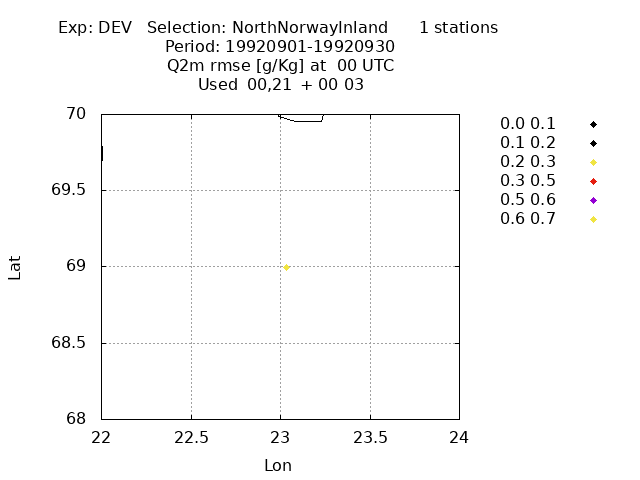 Exp: DEV Selection: NorthNorwayInland 1 stations
Period: 19920901-19920930
Q2m rmse [g/Kg] at 00 UTC
Used 00,21 + 00 03
70
69.5
69
68.5
68
Lat
22
22.5
23
23.5
24
Lon
0.0 0.1
0.1 0.2
0.2 0.3
0.3 0.5
0.5 0.6
0.6 0.7